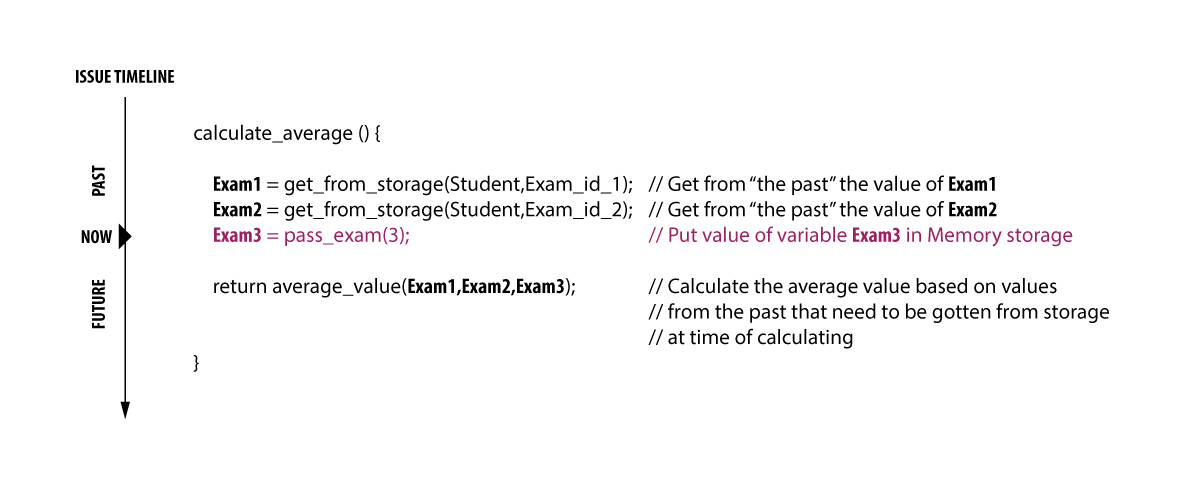 ISSUE TIMELINE
calculate_average () {
PAST
Exam1 = get_from_storage(Student,Exam_id_1); // Get from “the past” the value of Exam1
Exam2 = get_from_storage(Student,Exam_id_2); // Get from “the past” the value of Exam2
NOW
Exam3 = pass_exam(3); // Put value of variable Exam3 in Memory storage
FUTURE
return average_value(Exam1,Exam2,Exam3); // Calculate the average value based on values
// from the past that need to be gotten from storage
// at time of calculating
}